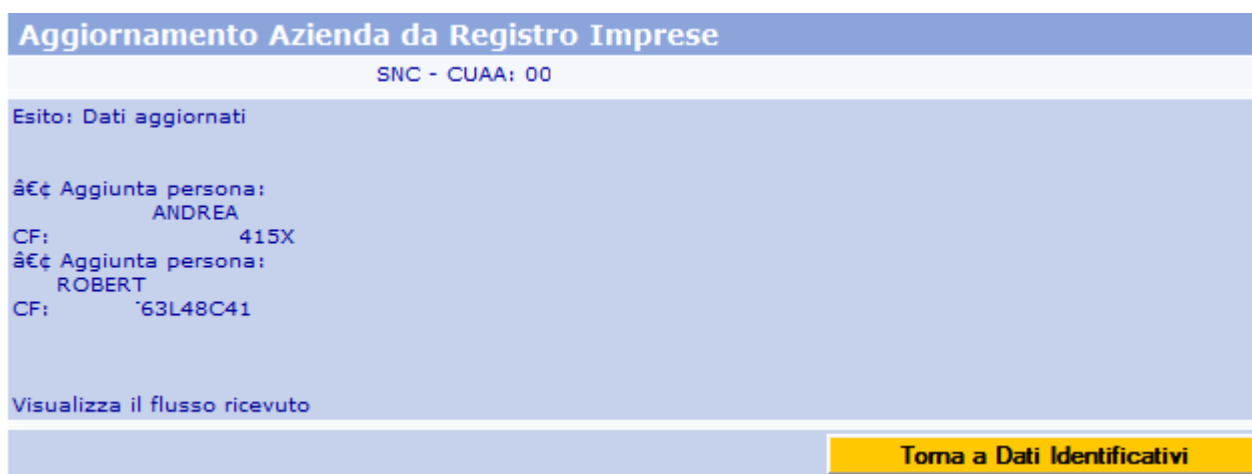 Aggiornamento Azienda da Registro Imprese
SNC - CUAA: 00
Esito: Dati aggiornati
â€¢ Aggiunta persona:
ANDREA
CF: 415X
â€¢ Aggiunta persona:
ROBERT
CF: 63L48C41
Visualizza il flusso ricevuto
Torna a Dati Identificativi